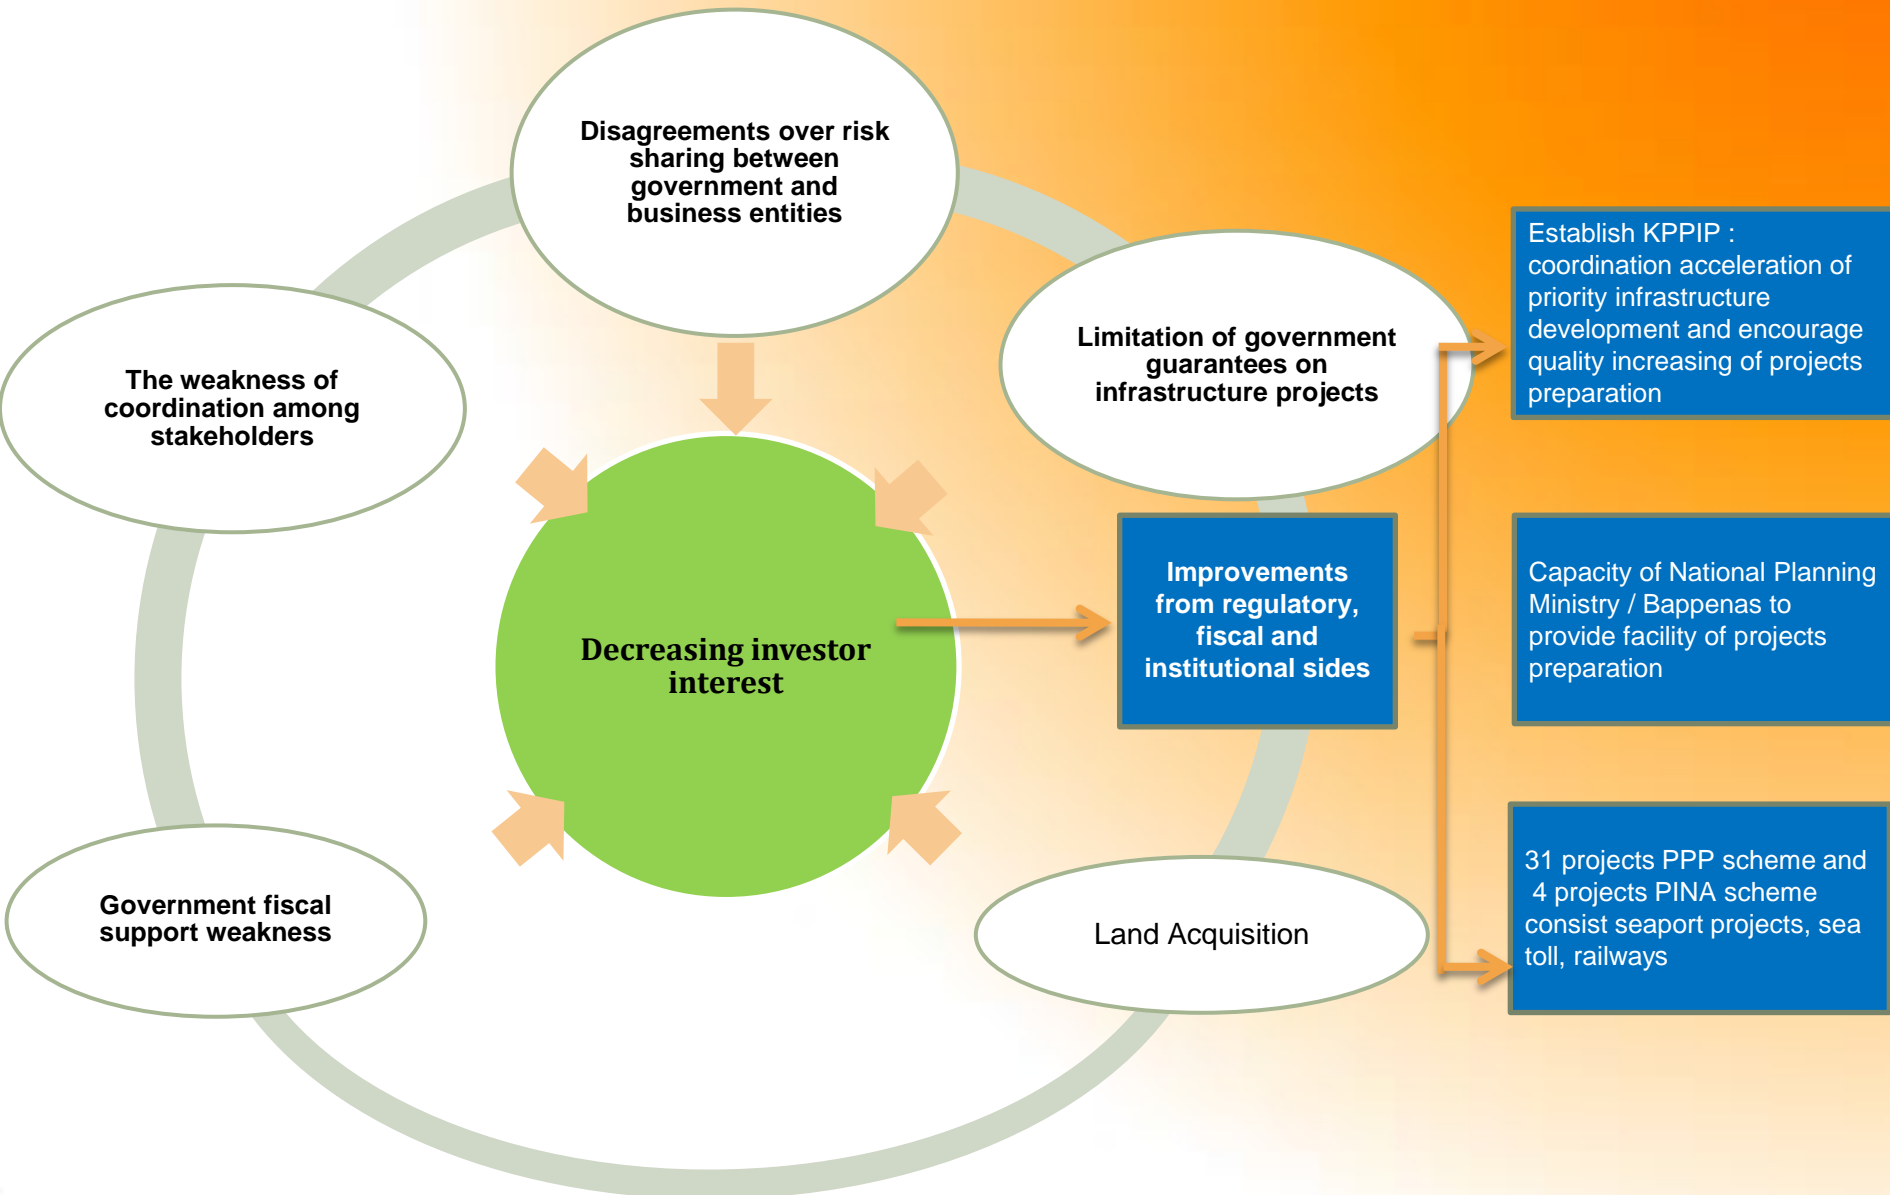 Disagreements over risk
sharing between
government and
business entities
Limitation of government
guarantees on
infrastructure projects
The weakness of
coordination among
stakeholders
Government fiscal
support weakness
Land Acquisition
Decreasing investor
interest
Improvements
from regulatory,
fiscal and
institutional sides
Establish KPPIP :
coordination acceleration of
priority infrastructure
development and encourage
quality increasing of projects
preparation
Capacity of National Planning
Ministry / Bappenas to
provide facility of projects
preparation
31 projects PPP scheme and
4 projects PINA scheme
consist seaport projects, sea
toll, railways